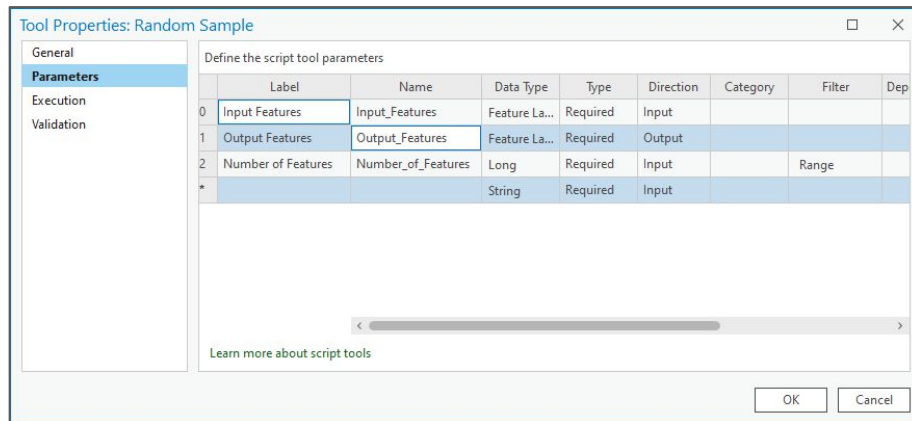 Tool Properties: Random Sample
General
Parameters
Execution
Validation
Define the script tool parameters
Label Name Data Type Type Direction Category Filter Dep
0 Input Features Input_Features Feature La... Required Input
1 Output Features Output_Features Feature La... Required Output
2 Number of Features Number_of_Features Long Required Input Range
* String Required Input
Learn more about script tools
OK Cancel